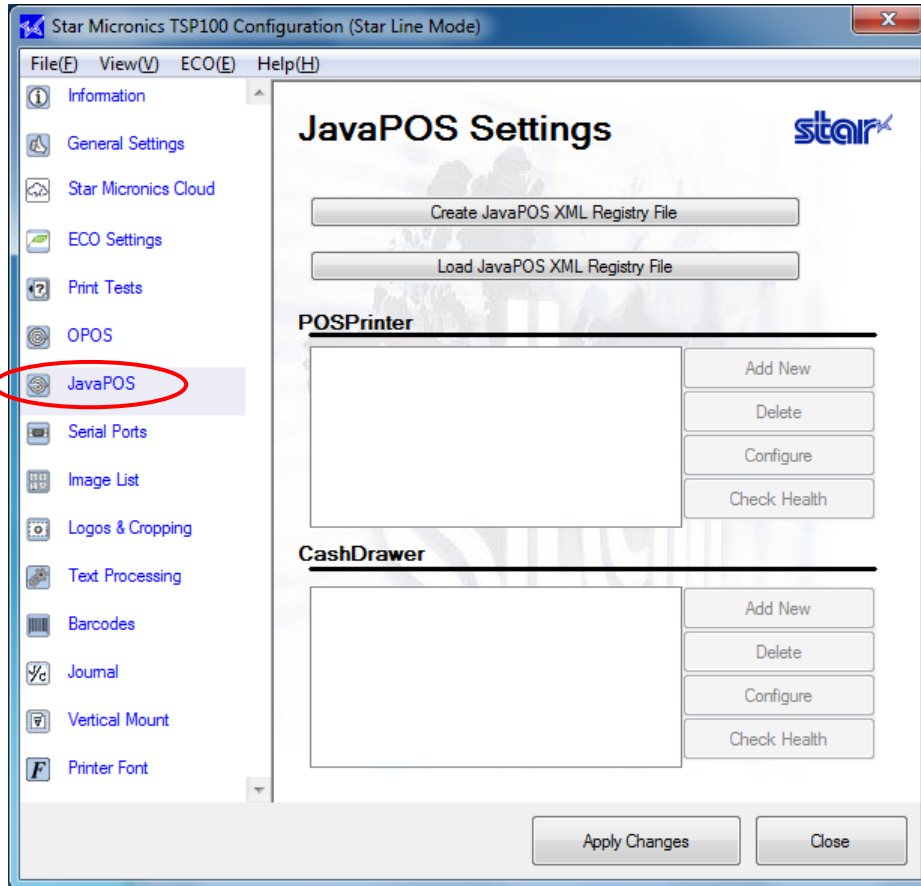 Star Micronics TSP100 Configuration (Star Line Mode)
File(F) View(V) ECO(E) Help(H)
Information
General Settings
Star Micronics Cloud
ECO Settings
Print Tests
OPOS
JavaPOS
Serial Ports
Image List
Logos & Cropping
Text Processing
Barcodes
Journal
Vertical Mount
Printer Font
JavaPOS Settings
star
Create JavaPOS XML Registry File
Load JavaPOS XML Registry File
POSPrinter
Add New
Delete
Configure
Check Health
CashDrawer
Add New
Delete
Configure
Check Health
Apply Changes
Close